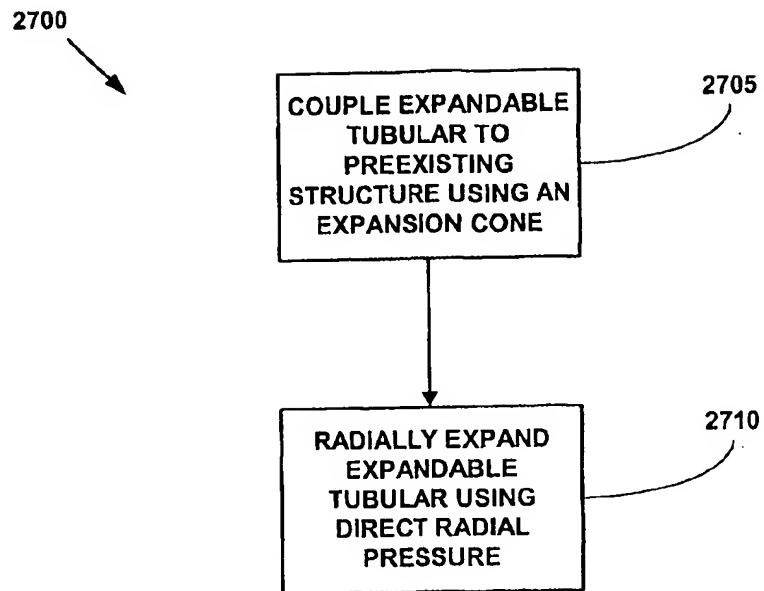 2700
2705
COUPLE EXPANDABLE
TUBULAR TO
PREEXISTING
STRUCTURE USING AN
EXPANSION CONE
2710
RADIALLY EXPAND
EXPANDABLE
TUBULAR USING
DIRECT RADIAL
PRESSURE